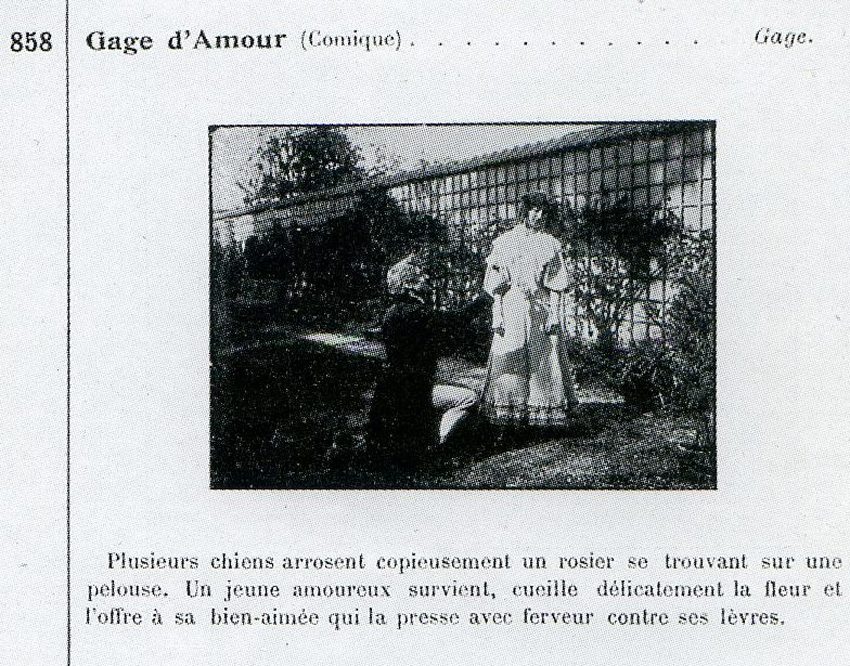 858 Gage d'Amour (Comique) . . . . . . . . . . . Gage.
Plusieurs chiens arrosent copieusement un rosier se trouvant sur une
pelouse. Un jeune amoureux survient, cueille délicatement la fleur et
l'offre à sa bien-aimée qui la presse avec ferveur contre ses lèvres.